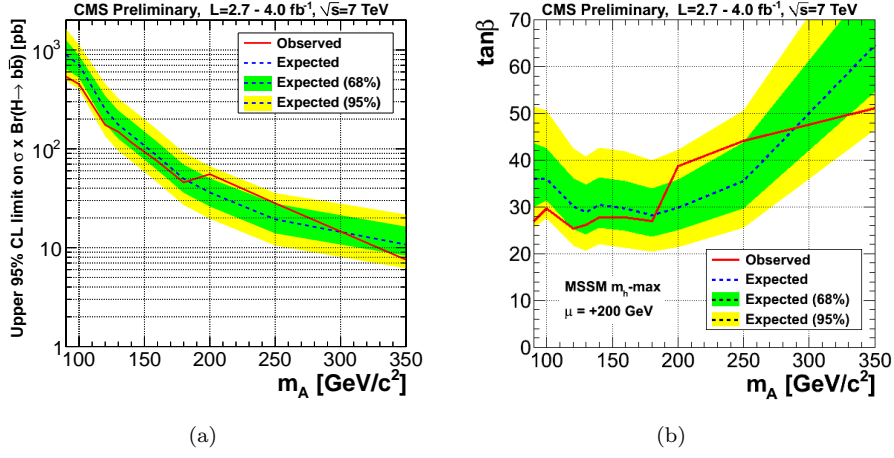 CMS Preliminary, L=2.7 - 4.0 fb-1, √s=7 TeV
Upper 95% CL limit on σ x Br(H→ bb̅) [pb]
10³
10²
10
1
Observed
Expected
Expected (68%)
Expected (95%)
100 150 200 250 300 350
m_A [GeV/c²]
(a)
CMS Preliminary, L=2.7 - 4.0 fb-1, √s=7 TeV
tanβ
70
60
50
40
30
20
10
0
MSSM m_h-max
μ = +200 GeV
Observed
Expected
Expected (68%)
Expected (95%)
100 150 200 250 300 350
m_A [GeV/c²]
(b)